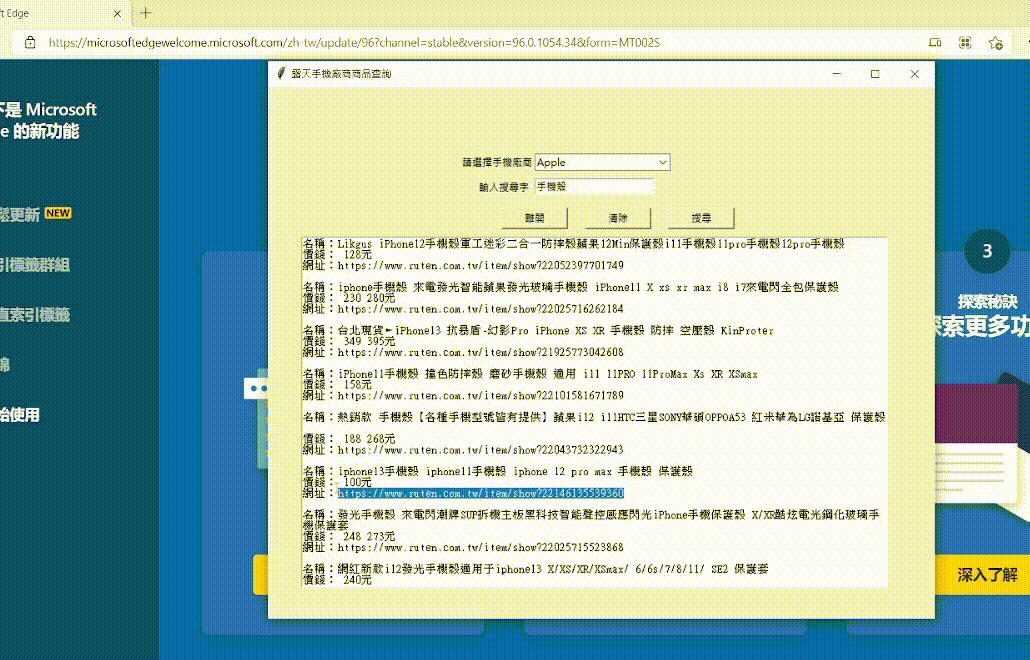 ft Edge
https://microsoftedgewelcome.microsoft.com/zh-tw/update/96?channel=stable&version=96.0.1054.34&form=MT002S
不是 Microsoft
e 的新功能
鬆更新 NEW
引標籤群組
直索引標籤
始使用
露天手機廠商商品查詢
請選擇手機廠商 Apple
輸入搜尋字 手機殼
離開 清除 搜尋
名稱：Likgus iPhone12手機殼軍工迷彩二合一防摔殼蘋果12Min保護殼i11手機殼11pro手機殼12pro手機殼
價錢： 128元
網址：https://www.ruten.com.tw/item/show?22052397701749
名稱：iphone手機殼 來電發光智能蘋果發光玻璃手機殼 iPhone11 X xs xr max i8 i7來電閃全包保護殼
價錢： 230 280元
網址：https://www.ruten.com.tw/item/show?22025716262184
名稱：台北現貨►iPhone13 抗暴盾-幻影Pro iPhone XS XR 手機殼 防摔 空壓殼 KinProter
價錢： 349 395元
網址：https://www.ruten.com.tw/item/show?21925773042608
名稱：iPhone11手機殼 撞色防摔殼 磨砂手機殼 適用 i11 11PRO 11ProMax Xs XR XSmax
價錢： 158元
網址：https://www.ruten.com.tw/item/show?22101581671789
名稱：熱銷款 手機殼【各種手機型號皆有提供】蘋果i12 i11HTC三星SONY華碩OPPOA53 紅米華為LG諾基亞 保護殼
價錢： 188 268元
網址：https://www.ruten.com.tw/item/show?22043732322943
名稱：iphone13手機殼 iphone11手機殼 iphone 12 pro max 手機殼 保護殼
價錢： 100元
網址：https://www.ruten.com.tw/item/show?22146135539360
名稱：發光手機殼 來電閃潮牌SUP拆機主板黑科技智能聲控感應閃光iPhone手機保護殼 X/XR酷炫電光鋼化玻璃手
機保護套
價錢： 248 273元
網址：https://www.ruten.com.tw/item/show?22025715523868
名稱：網紅新款i12發光手機殼適用于iphone13 X/XS/XR/XSmax/ 6/6s/7/8/11/ SE2 保護套
價錢： 240元
3
探索秘訣
探索更多功
深入了解